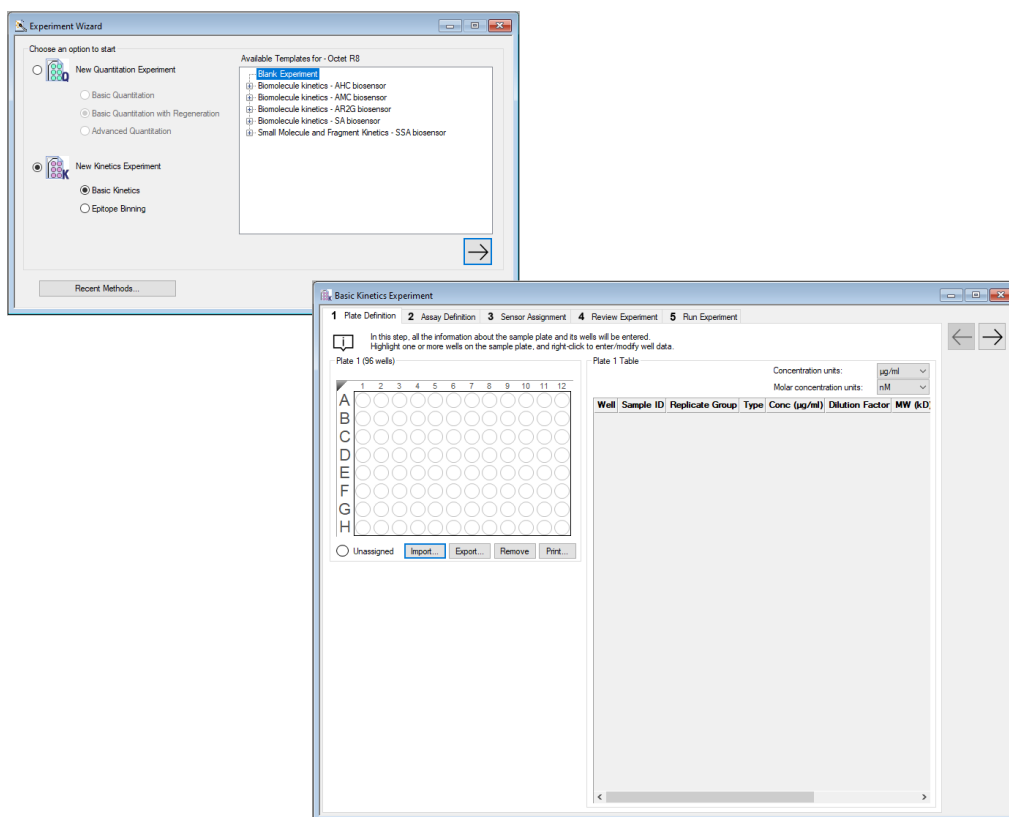 Experiment Wizard
Choose an option to start
New Quantitation Experiment
Basic Quantitation
Basic Quantitation with Regeneration
Advanced Quantitation
New Kinetics Experiment
Basic Kinetics
Epitope Binning
Available Templates for - Octet R8
Blank Experiment
Biomolecule kinetics - AHC biosensor
Biomolecule kinetics - AMC biosensor
Biomolecule kinetics - AR2G biosensor
Biomolecule kinetics - SA biosensor
Small Molecule and Fragment Kinetics - SSA biosensor
Recent Methods...
Basic Kinetics Experiment
1 Plate Definition 2 Assay Definition 3 Sensor Assignment 4 Review Experiment 5 Run Experiment
In this step, all the information about the sample plate and its wells will be entered.
Highlight one or more wells on the sample plate, and right-click to enter/modify well data.
Plate 1 (96 wells)
1 2 3 4 5 6 7 8 9 10 11 12
A
B
C
D
E
F
G
H
Unassigned Import... Export... Remove Print...
Plate 1 Table
Concentration units: µg/ml
Molar concentration units: nM
Well Sample ID Replicate Group Type Conc (µg/ml) Dilution Factor MW (kD